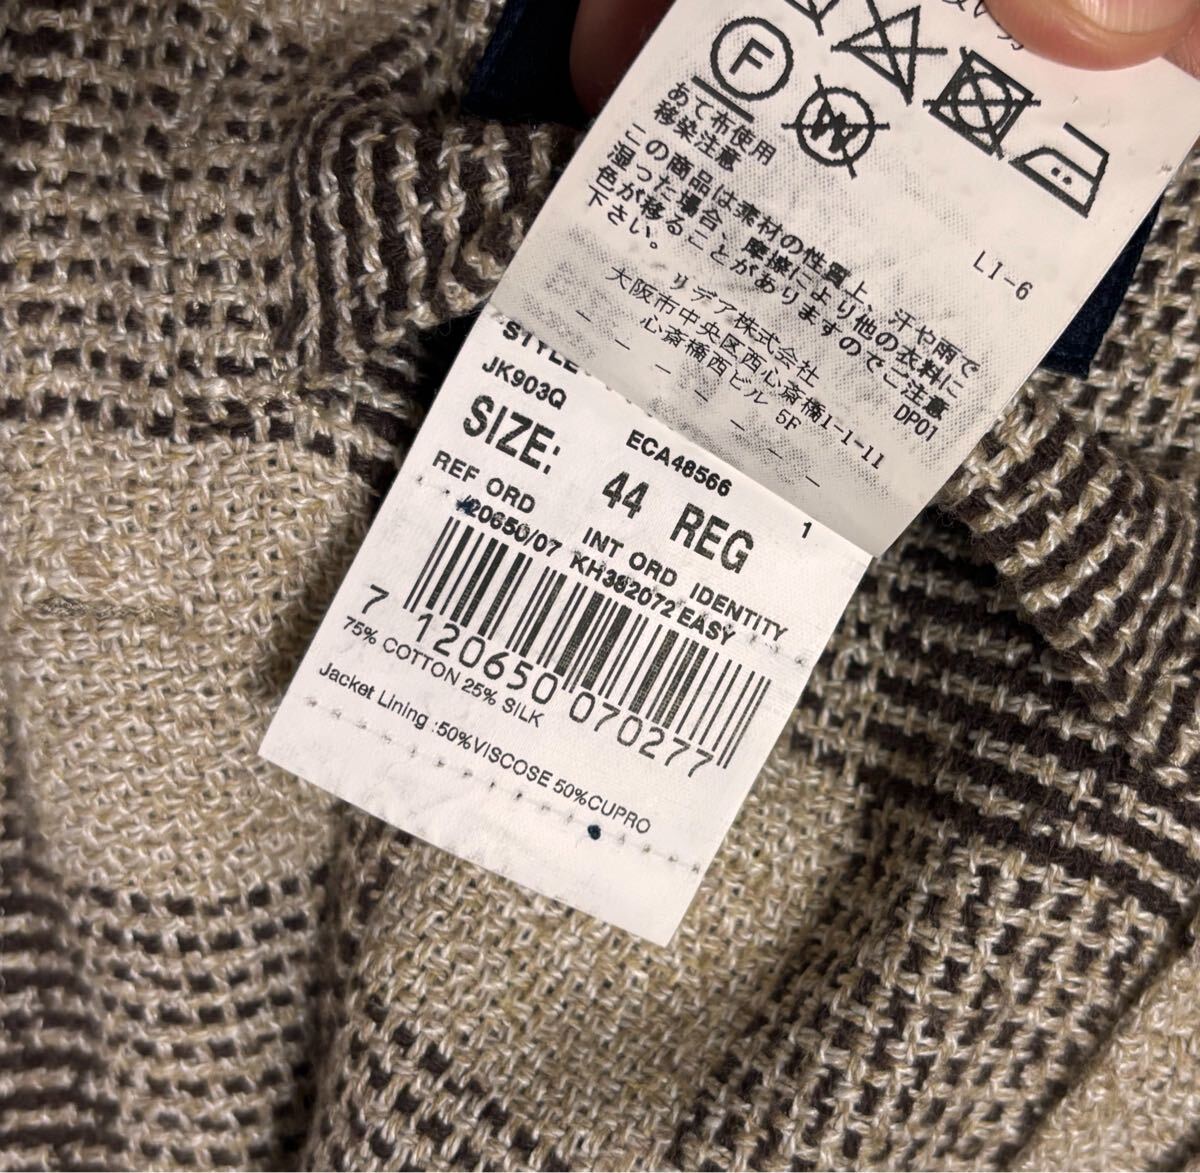 F
W
あて布使用
移染注意
この商品は素材の性質上、汗や雨で
湿った場合、摩擦により他の衣料に
色が移ることがありますのでご注意
下さい。
DP01
リデア株式会社
大阪市中央区西心斎橋1-1-11
心斎橋西ビル 5F
LI-6
STYLE
JK903Q
ECA48566
1
SIZE: 44 REG
REF ORD INT ORD IDENTITY
20650/07 KH382072 EASY
7 120650 070277
75% COTTON 25% SILK
Jacket Lining :50%VISCOSE 50%CUPRO